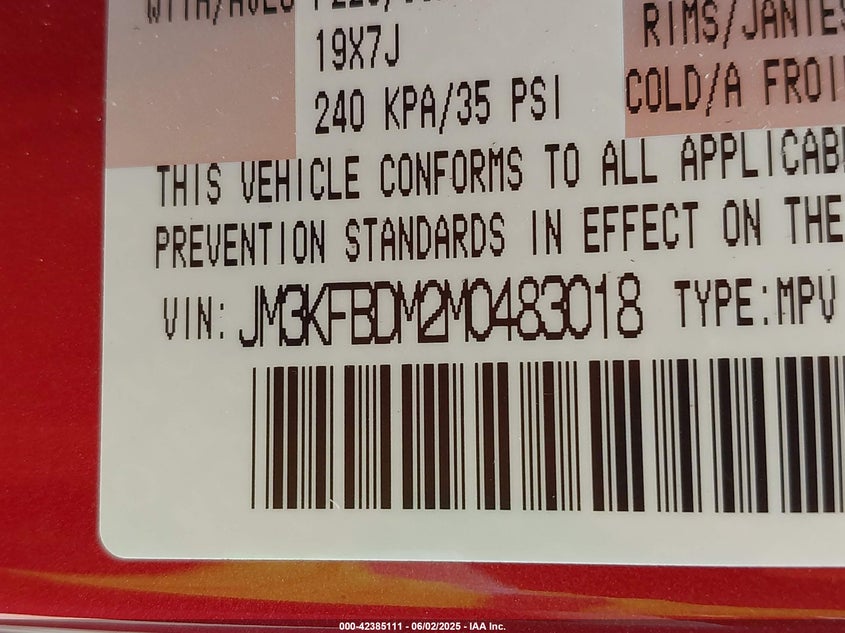 19X7J
RIMS/JANTES
240 KPA/35 PSI
COLD/A FROI
THIS VEHICLE CONFORMS TO ALL APPLICAB
PREVENTION STANDARDS IN EFFECT ON THE
VIN: JM3KFBDM2M0483018 TYPE:MPV
000-42385111 - 06/02/2025 - IAA Inc.